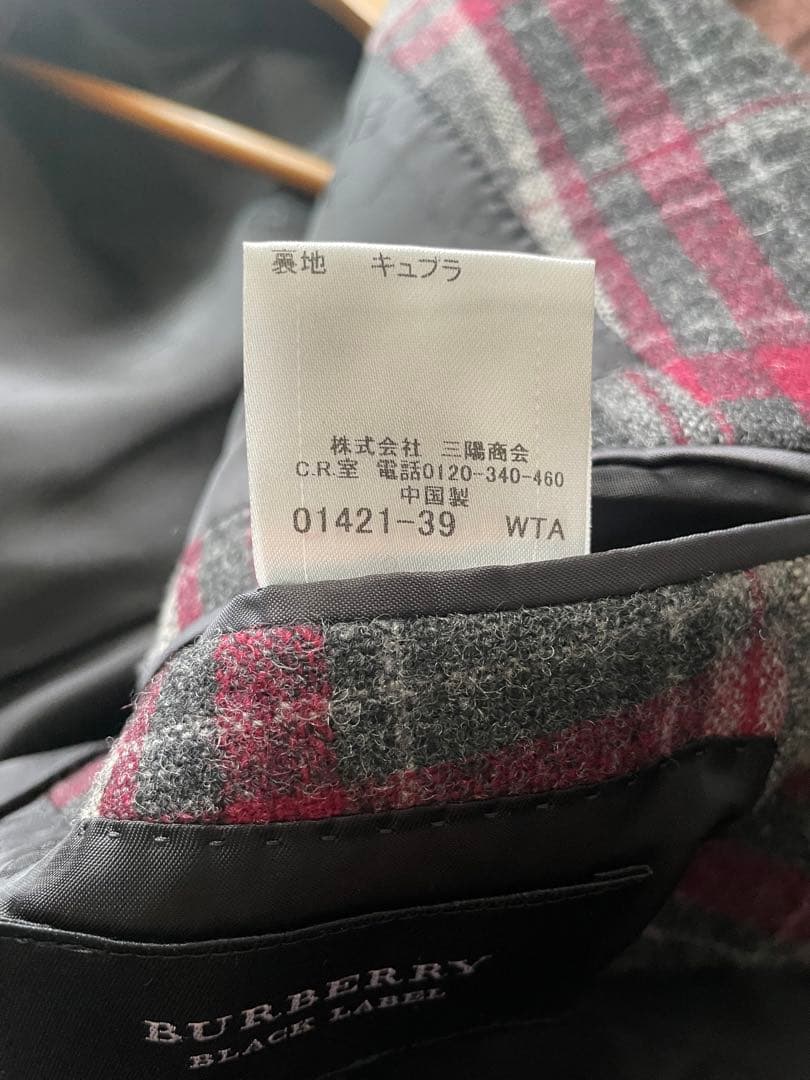 裏地　キュプラ
株式会社 三陽商会
C.R.室 電話0120-340-460
中国製
01421-39 WTA
BURBERRY
BLACK LABEL